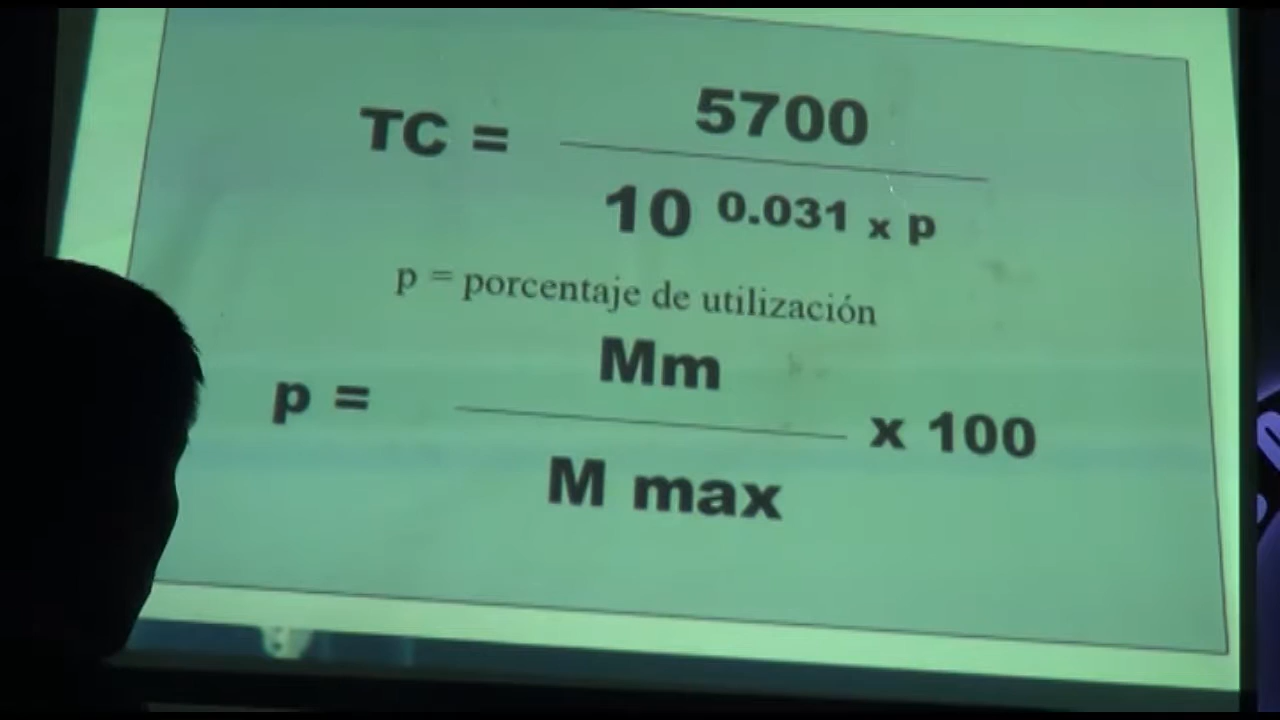 TC = 5700
10 0.031 x p
p = porcentaje de utilización
Mm
p = x 100
M max